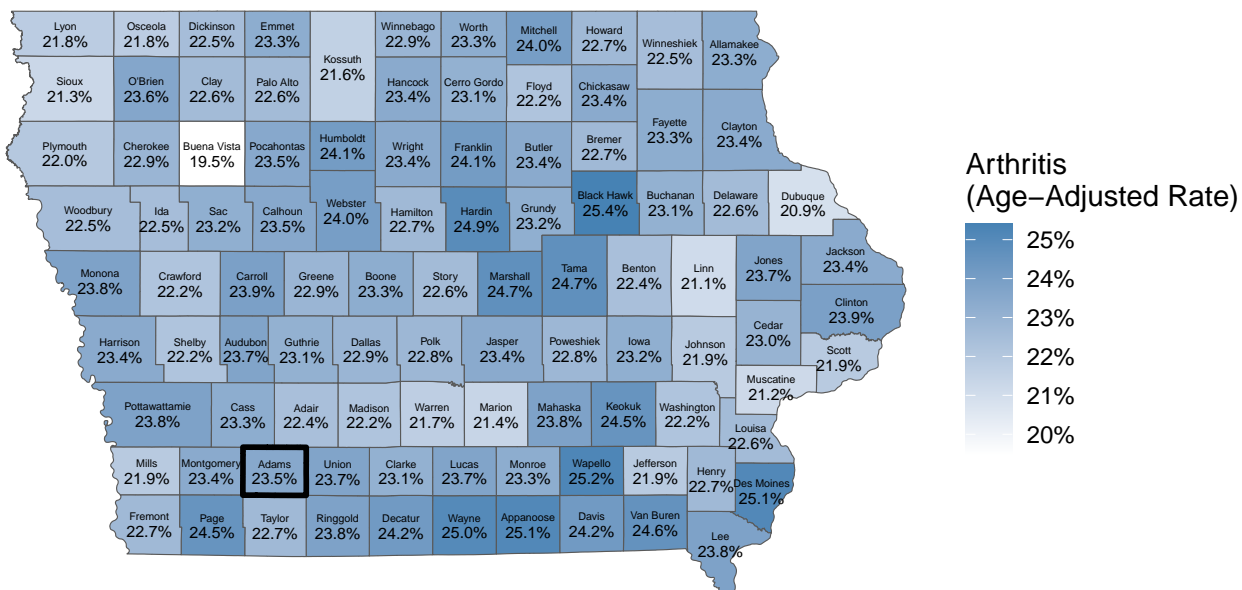 Lyon
21.8%
Osceola
21.8%
Dickinson
22.5%
Emmet
23.3%
Kossuth
21.6%
Winnebago
22.9%
Worth
23.3%
Mitchell
24.0%
Howard
22.7%
Winneshiek
22.5%
Allamakee
23.3%
Sioux
21.3%
O'Brien
23.6%
Clay
22.6%
Palo Alto
22.6%
Hancock
23.4%
Cerro Gordo
23.1%
Floyd
22.2%
Chickasaw
23.4%
Fayette
23.3%
Clayton
23.4%
Plymouth
22.0%
Cherokee
22.9%
Buena Vista
19.5%
Pocahontas
23.5%
Humboldt
24.1%
Wright
23.4%
Franklin
24.1%
Butler
23.4%
Bremer
22.7%
Woodbury
22.5%
Ida
22.5%
Sac
23.2%
Calhoun
23.5%
Webster
24.0%
Hamilton
22.7%
Hardin
24.9%
Grundy
23.2%
Black Hawk
25.4%
Buchanan
23.1%
Delaware
22.6%
Dubuque
20.9%
Monona
23.8%
Crawford
22.2%
Carroll
23.9%
Greene
22.9%
Boone
23.3%
Story
22.6%
Marshall
24.7%
Tama
24.7%
Benton
22.4%
Linn
21.1%
Jones
23.7%
Jackson
23.4%
Clinton
23.9%
Harrison
23.4%
Shelby
22.2%
Audubon
23.7%
Guthrie
23.1%
Dallas
22.9%
Polk
22.8%
Jasper
23.4%
Poweshiek
22.8%
Iowa
23.2%
Johnson
21.9%
Cedar
23.0%
Scott
21.9%
Muscatine
21.2%
Pottawattamie
23.8%
Cass
23.3%
Adair
22.4%
Madison
22.2%
Warren
21.7%
Marion
21.4%
Mahaska
23.8%
Keokuk
24.5%
Washington
22.2%
Louisa
22.6%
Mills
21.9%
Montgomery
23.4%
Adams
23.5%
Union
23.7%
Clarke
23.1%
Lucas
23.7%
Monroe
23.3%
Wapello
25.2%
Jefferson
21.9%
Henry
22.7%
Des Moines
25.1%
Fremont
22.7%
Page
24.5%
Taylor
22.7%
Ringgold
23.8%
Decatur
24.2%
Wayne
25.0%
Appanoose
25.1%
Davis
24.2%
Van Buren
24.6%
Lee
23.8%
Arthritis
(Age−Adjusted Rate)
25%
24%
23%
22%
21%
20%